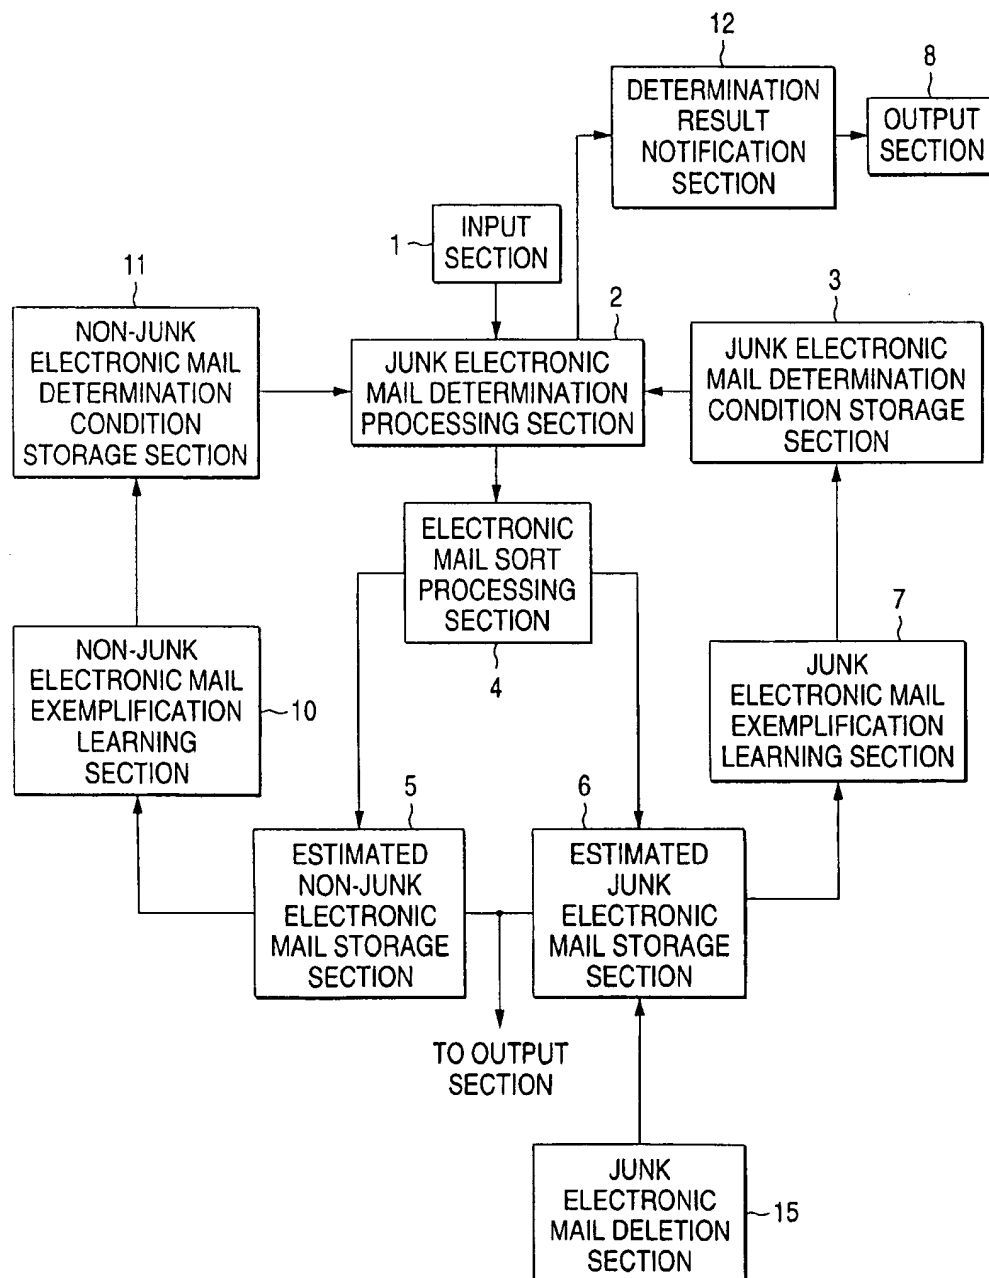 12
DETERMINATION
RESULT
NOTIFICATION
SECTION
8
OUTPUT
SECTION
1
INPUT
SECTION
11
NON-JUNK
ELECTRONIC MAIL
DETERMINATION
CONDITION
STORAGE SECTION
2
JUNK ELECTRONIC
MAIL DETERMINATION
PROCESSING SECTION
3
JUNK ELECTRONIC
MAIL DETERMINATION
CONDITION STORAGE
SECTION
ELECTRONIC
MAIL SORT
PROCESSING
SECTION
4
NON-JUNK
ELECTRONIC MAIL
EXEMPLIFICATION
LEARNING
SECTION
10
7
JUNK
ELECTRONIC MAIL
EXEMPLIFICATION
LEARNING SECTION
5
ESTIMATED
NON-JUNK
ELECTRONIC
MAIL STORAGE
SECTION
6
ESTIMATED
JUNK
ELECTRONIC
MAIL STORAGE
SECTION
TO OUTPUT
SECTION
JUNK
ELECTRONIC
MAIL DELETION
SECTION
15